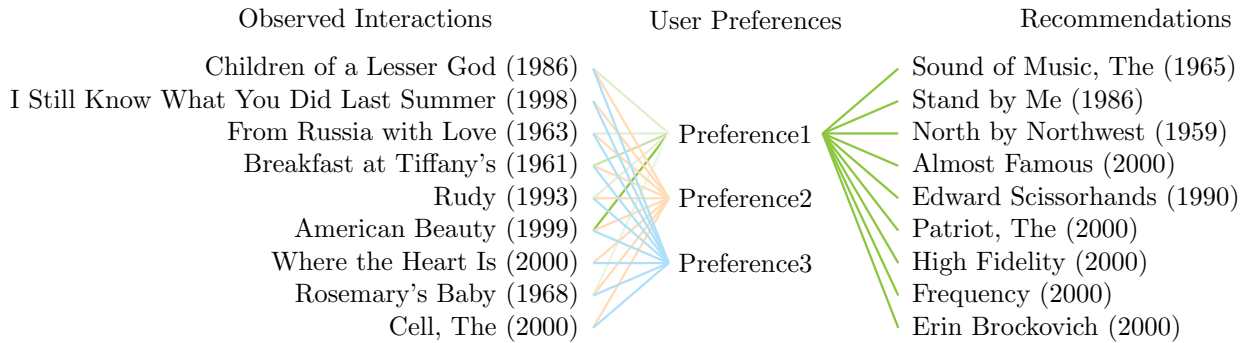 Observed Interactions
User Preferences
Recommendations
Children of a Lesser God (1986)
I Still Know What You Did Last Summer (1998)
From Russia with Love (1963)
Breakfast at Tiffany's (1961)
Rudy (1993)
American Beauty (1999)
Where the Heart Is (2000)
Rosemary's Baby (1968)
Cell, The (2000)
Preference1
Preference2
Preference3
Sound of Music, The (1965)
Stand by Me (1986)
North by Northwest (1959)
Almost Famous (2000)
Edward Scissorhands (1990)
Patriot, The (2000)
High Fidelity (2000)
Frequency (2000)
Erin Brockovich (2000)